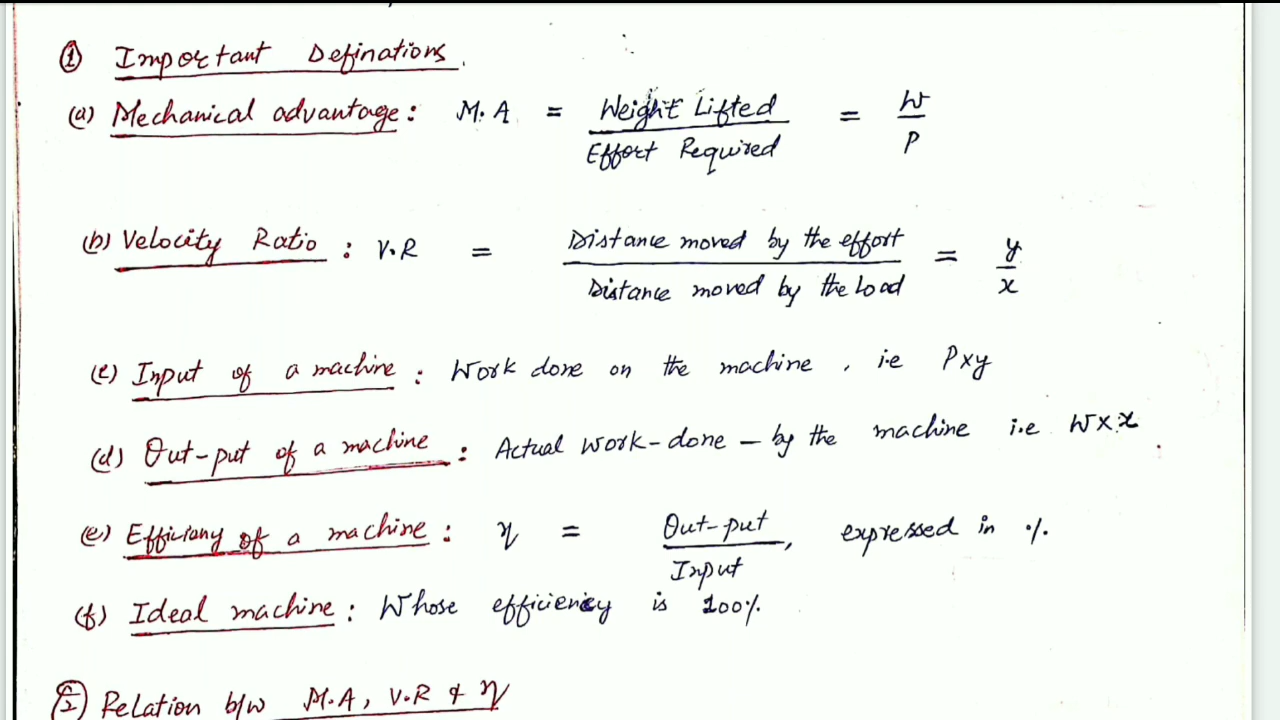 ① Important Definations.
(a) Mechanical advantage : M.A = Weight Lifted / Effort Required = W / P
(b) Velocity Ratio : V.R = Distance moved by the effort / Distance moved by the Load = y / x
(c) Input of a machine : Work done on the machine , i.e P×y
(d) Out-put of a machine : Actual work-done - by the machine i.e W×x
(e) Efficiany of a machine : η = Out-put / Input , expressed in %.
(f) Ideal machine : Whose efficiency is 100%.
② Relation b/w M.A, V.R & η